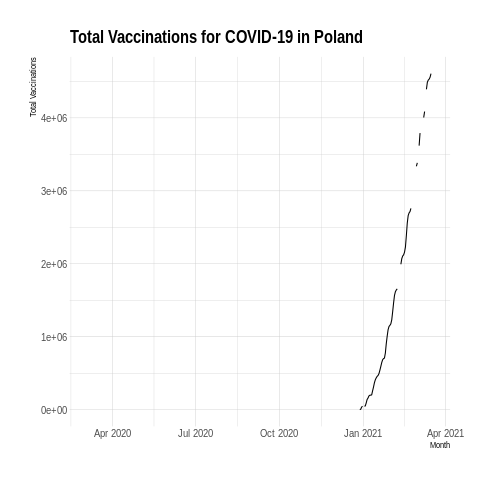 Total Vaccinations for COVID-19 in Poland
Total Vaccinations
4e+06
3e+06
2e+06
1e+06
0e+00
Apr 2020 Jul 2020 Oct 2020 Jan 2021 Apr 2021
Month